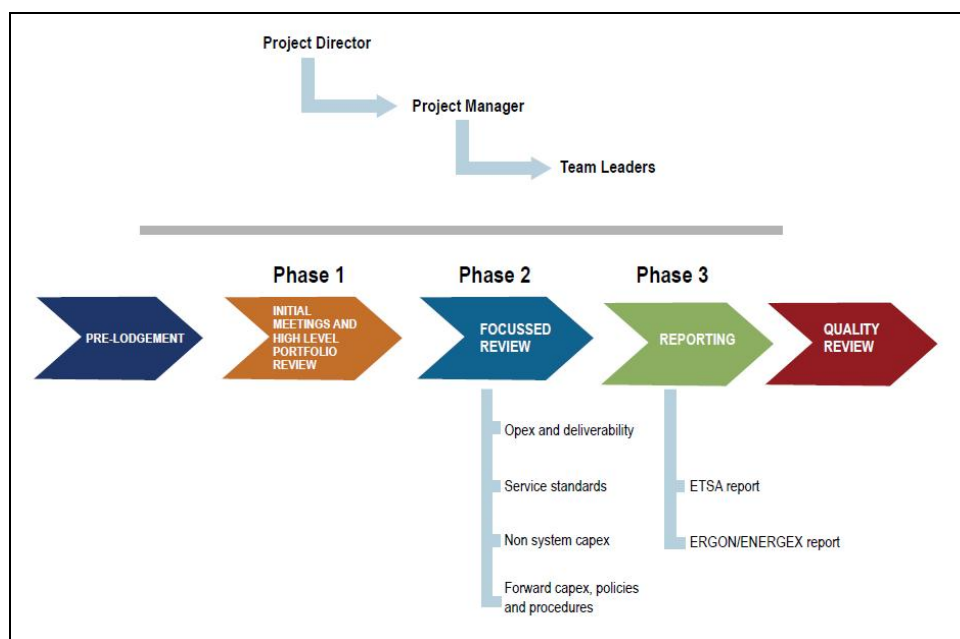 Project Director
Project Manager
Team Leaders
Phase 1
Phase 2
Phase 3
PRE-LODGEMENT
INITIAL
MEETINGS AND
HIGH LEVEL
PORTFOLIO
REVIEW
FOCUSSED
REVIEW
REPORTING
QUALITY
REVIEW
Opex and deliverability
Service standards
Non system capex
Forward capex, policies
and procedures
ETSA report
ERGON/ENERGEX report